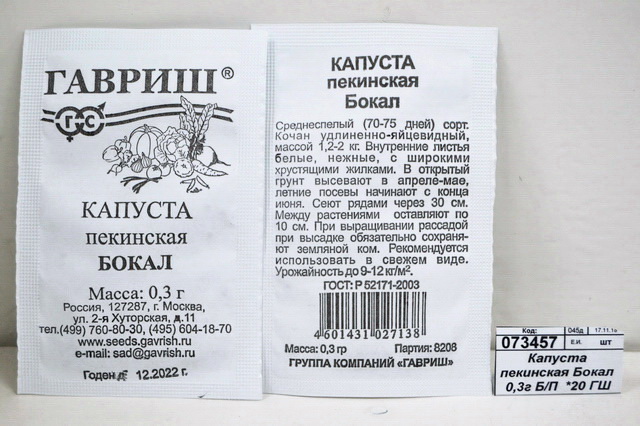 ГАВРИШ®
ГС
КАПУСТА
пекинская
БОКАЛ
Масса: 0,3 г
Россия, 127287, г. Москва,
ул. 2-я Хуторская, д.11
тел.(499) 760-80-30, (495) 604-18-70
www.seeds.gavrish.ru
e-mail: sad@gavrish.ru
Годен до 12.2022 г.
КАПУСТА
пекинская
Бокал
Среднеспелый (70-75 дней) сорт.
Кочан удлиненно-яйцевидный,
массой 1,2-2 кг. Внутренние листья
белые, нежные, с широкими
хрустящими жилками. В открытый
грунт высевают в апреле-мае,
летние посевы начинают с конца
июня. Сеют рядами через 30 см.
Между растениями оставляют по
10 см. При выращивании рассадой
при высадке обязательно сохраня-
ют земляной ком. Рекомендуется
использовать в свежем виде.
Урожайность до 9-12 кг/м².
ГОСТ: Р 52171-2003
4 601431 027138
Масса: 0,3 гр Партия: 8208
ГРУППА КОМПАНИЙ «ГАВРИШ»
Код: 045д 17.11.19
073457 Е.И. шт
Капуста
пекинская Бокал
0,3г Б/П *20 ГШ